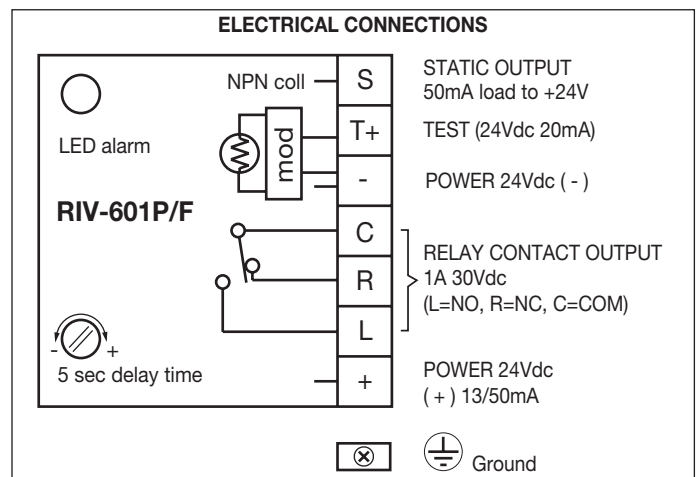 ELECTRICAL CONNECTIONS
NPN coll
S
STATIC OUTPUT
50mA load to +24V
LED alarm
mod
T+
TEST (24Vdc 20mA)
-
POWER 24Vdc ( - )
RIV-601P/F
C
R
L
RELAY CONTACT OUTPUT
1A 30Vdc
(L=NO, R=NC, C=COM)
- +
5 sec delay time
+
POWER 24Vdc
( + ) 13/50mA
Ground